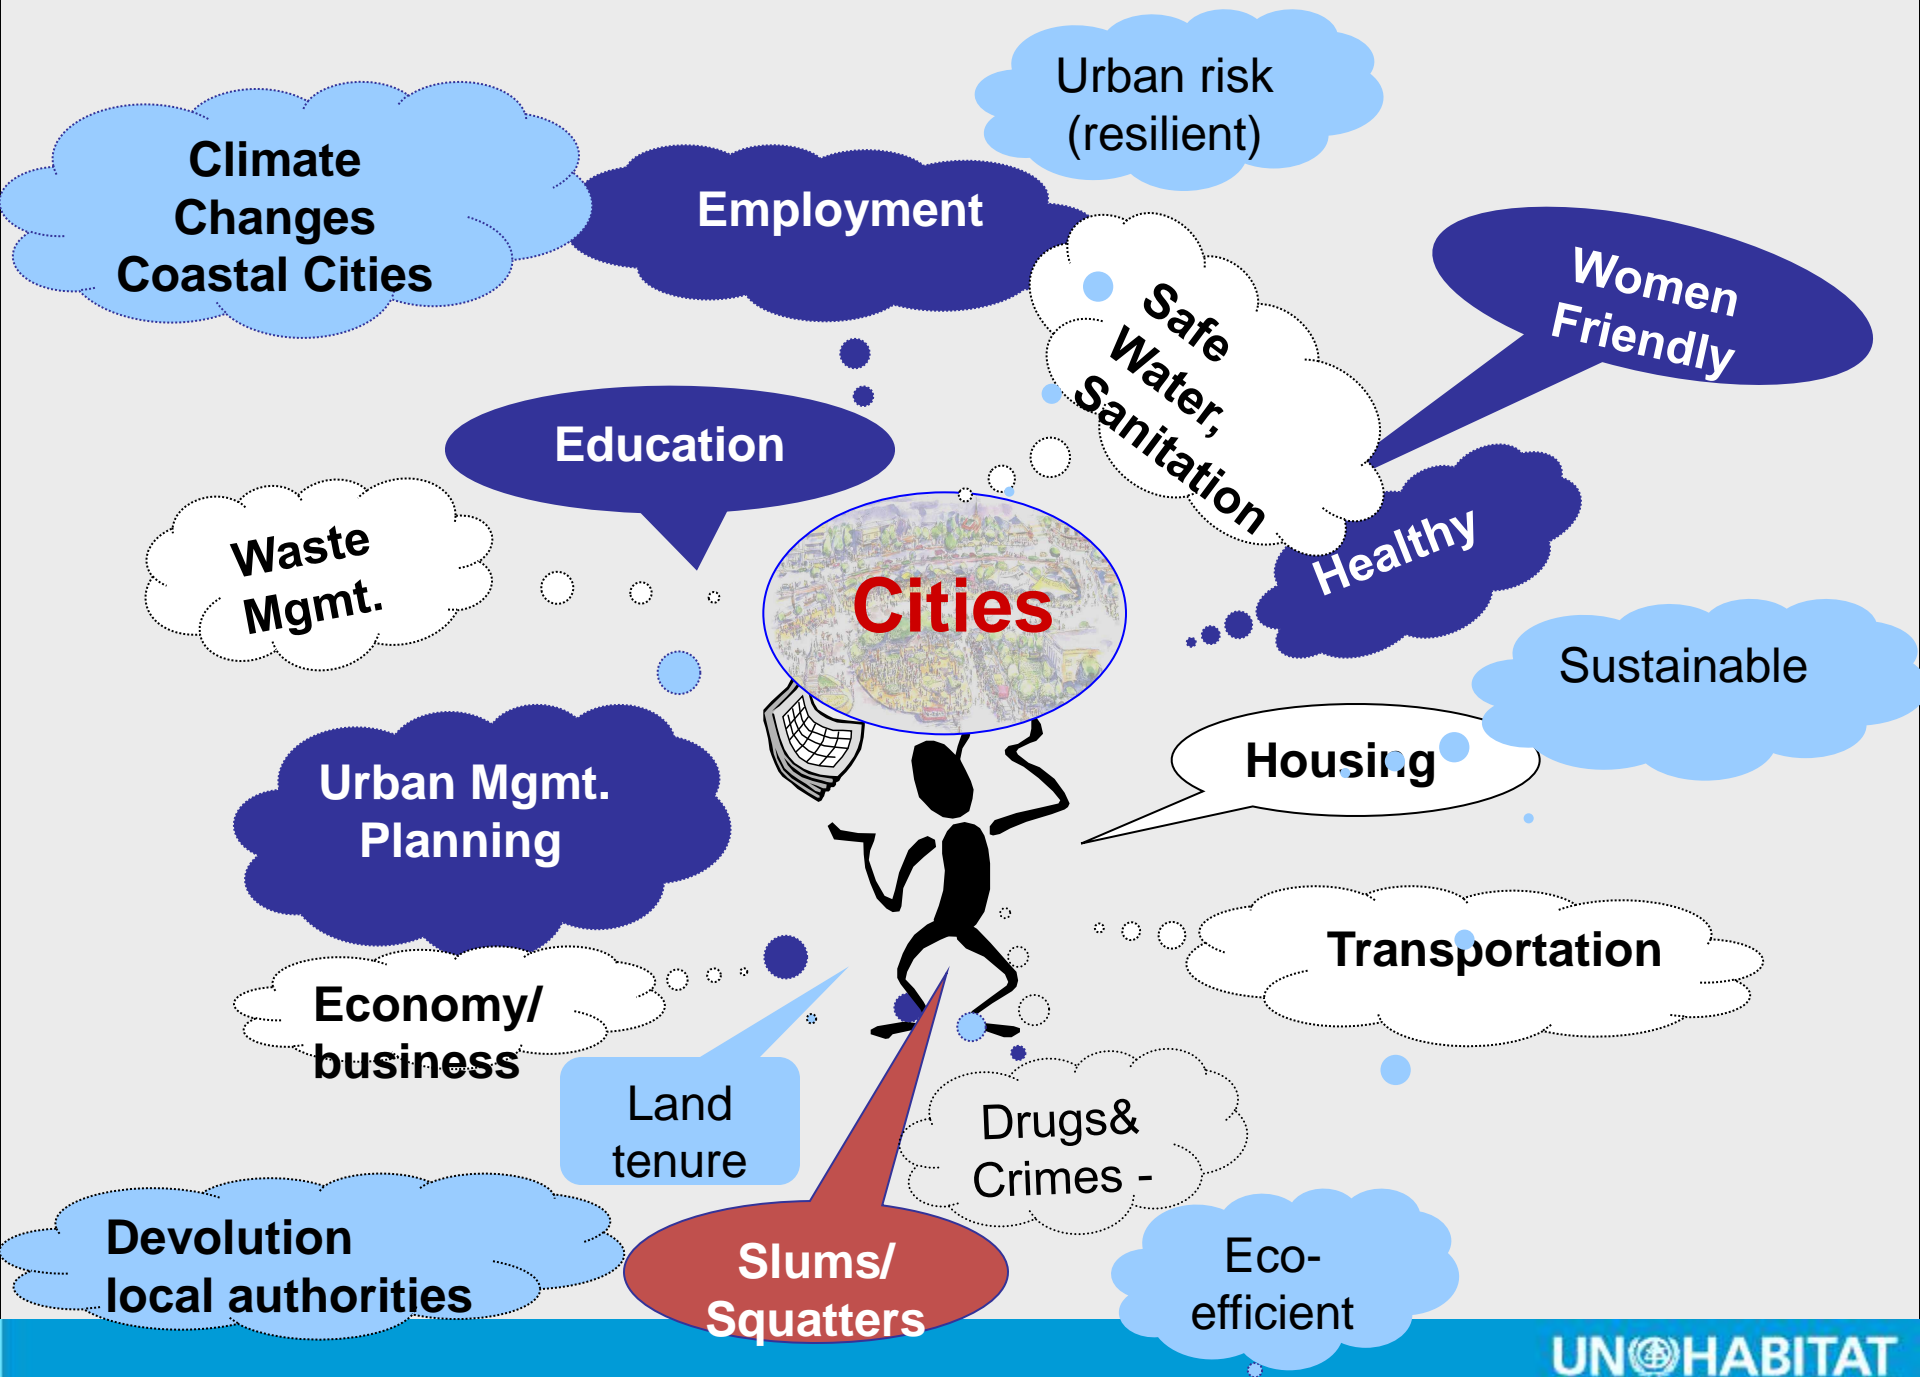 Urban risk
(resilient)
Climate
Changes
Coastal Cities
Employment
Women
Friendly
Safe
Water,
Sanitation
Education
Healthy
Waste
Mgmt.
Cities
Sustainable
Housing
Urban Mgmt.
Planning
Transportation
Economy/
business
Land
tenure
Drugs&
Crimes -
Devolution
local authorities
Slums/
Squatters
Eco-
efficient
UN HABITAT